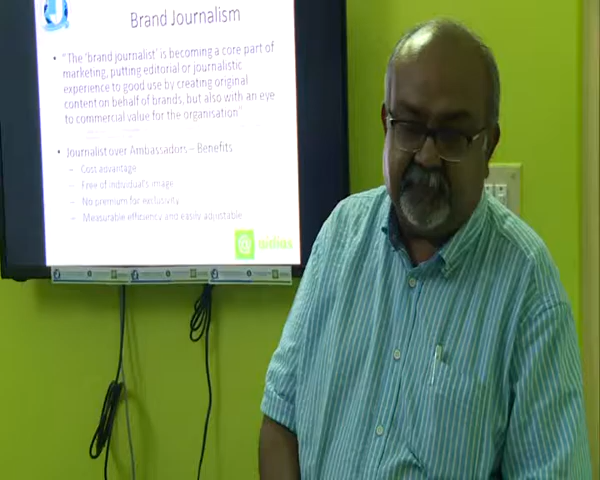 Brand Journalism
• "The 'brand journalist' is becoming a core part of
marketing, putting editorial or journalistic
experience to good use by creating original
content on behalf of brands, but also with an eye
to commercial value for the organisation"
• Journalist over Ambassadors – Benefits
– Cost advantage
– Free of individual's image
– No premium for exclusivity
– Measurable efficiency and easily adjustable